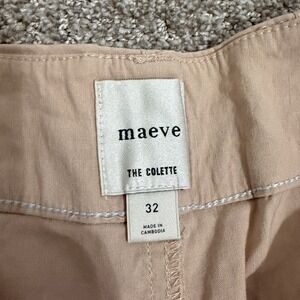 maeve
THE COLETTE
32
MADE IN
CAMBODIA